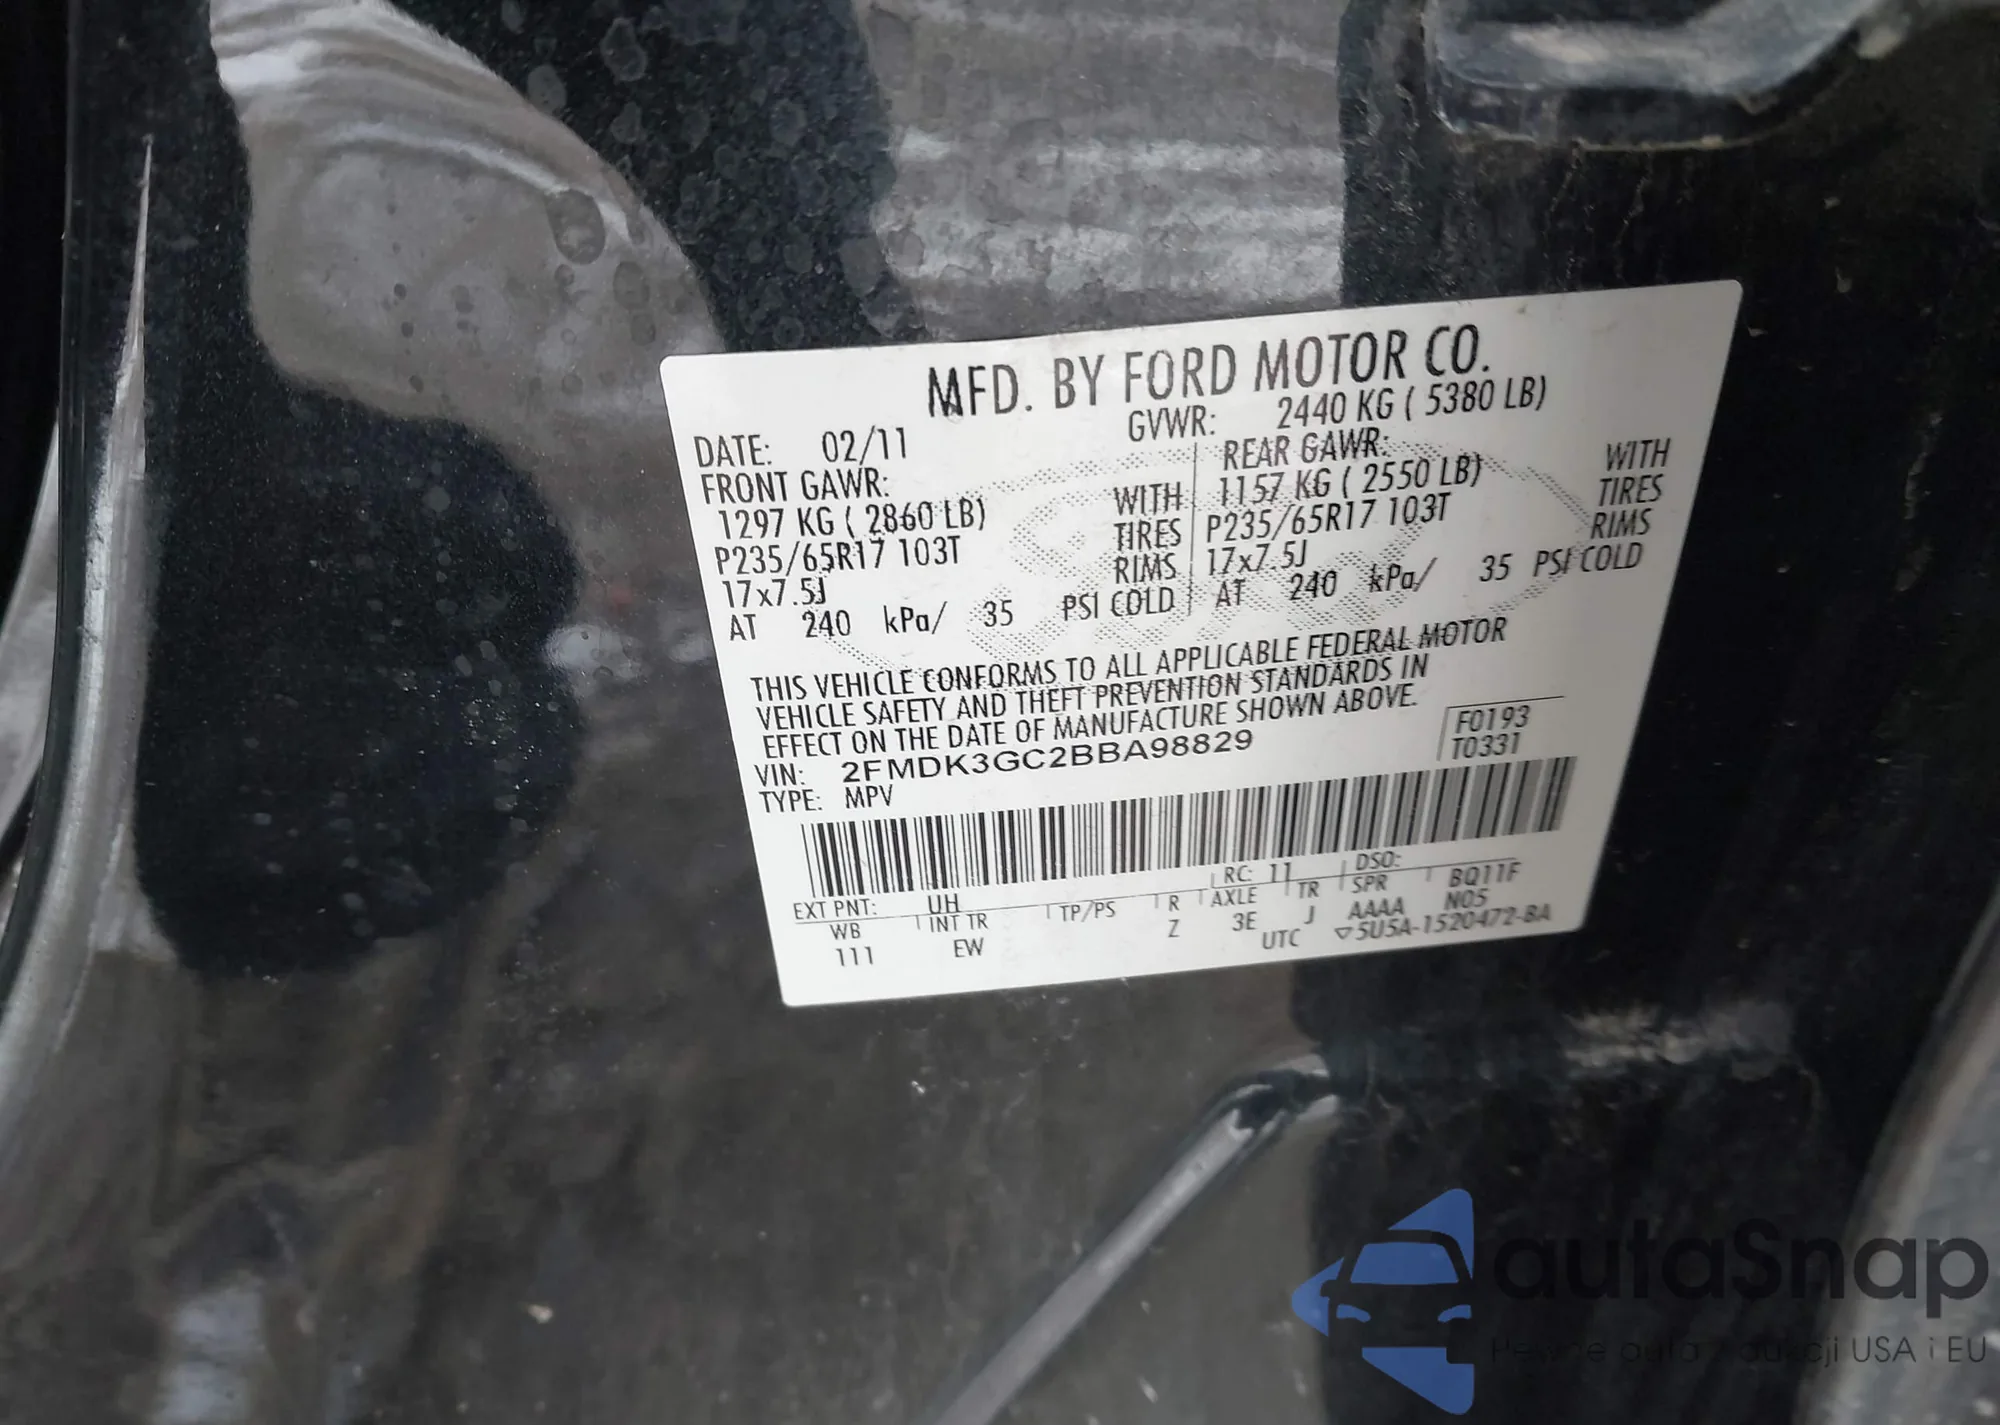 MFD. BY FORD MOTOR CO.
DATE: 02/11 GVWR: 2440 KG ( 5380 LB)
FRONT GAWR: REAR GAWR: WITH
1297 KG ( 2860 LB) WITH 1157 KG ( 2550 LB) TIRES
P235/65R17 103T TIRES P235/65R17 103T RIMS
17x7.5J RIMS 17x7.5J
AT 240 kPa/ 35 PSI COLD AT 240 kPa/ 35 PSI COLD
THIS VEHICLE CONFORMS TO ALL APPLICABLE FEDERAL MOTOR
VEHICLE SAFETY AND THEFT PREVENTION STANDARDS IN
EFFECT ON THE DATE OF MANUFACTURE SHOWN ABOVE.
VIN: 2FMDK3GC2BBA98829 F0193
TYPE: MPV T0331
EXT PNT: UH RC: 11 DSO: BQ11F
WB INT TR TP/PS R AXLE TR SPR N05
111 EW Z 3E J AAAA
UTC ▽5U5A-1520472-BA
autaSnap
aukcji USA i EU